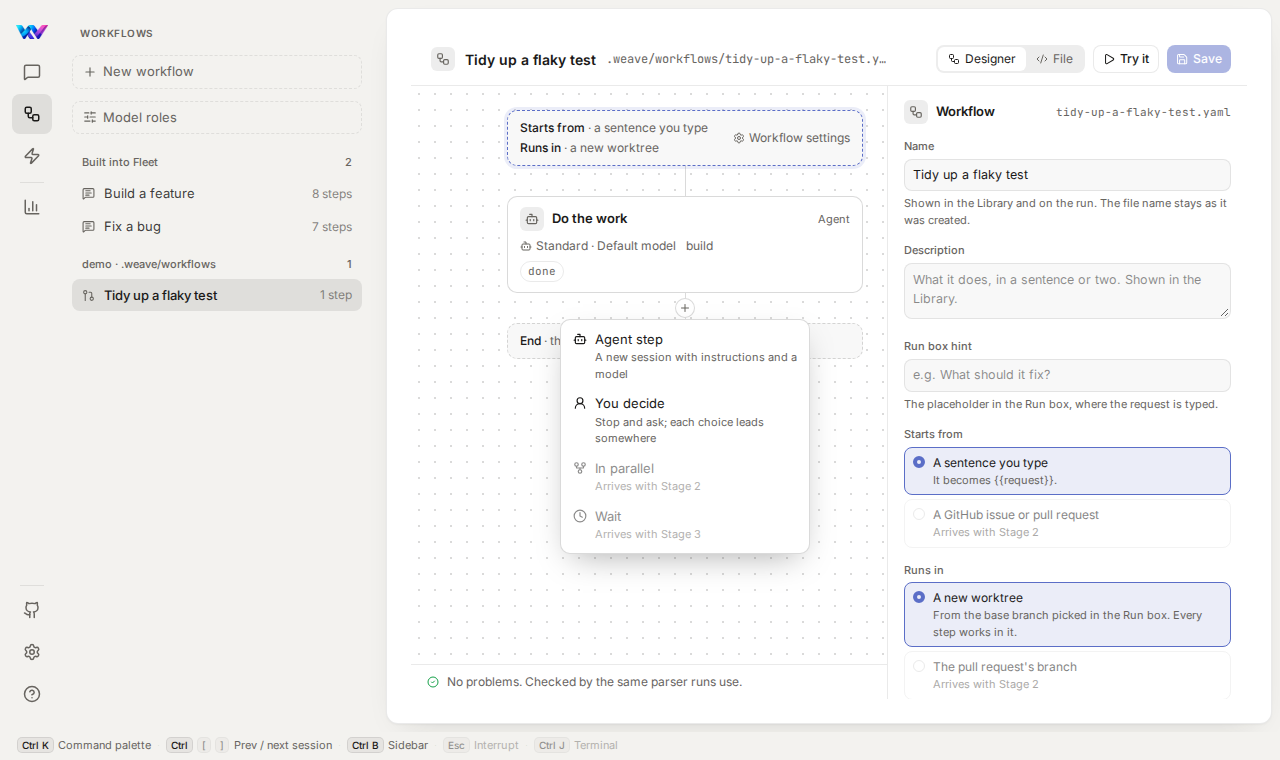 WORKFLOWS
New workflow
Model roles
Built into Fleet 2
Build a feature 8 steps
Fix a bug 7 steps
demo · .weave/workflows 1
Tidy up a flaky test 1 step
Tidy up a flaky test .weave/workflows/tidy-up-a-flaky-test.y…
Designer File Try it Save
Starts from · a sentence you type
Runs in · a new worktree
Workflow settings
Do the work Agent
Standard · Default model build
done
End · th
Agent step
A new session with instructions and a
model
You decide
Stop and ask; each choice leads
somewhere
In parallel
Arrives with Stage 2
Wait
Arrives with Stage 3
No problems. Checked by the same parser runs use.
Workflow tidy-up-a-flaky-test.yaml
Name
Tidy up a flaky test
Shown in the Library and on the run. The file name stays as it
was created.
Description
What it does, in a sentence or two. Shown in the
Library.
Run box hint
e.g. What should it fix?
The placeholder in the Run box, where the request is typed.
Starts from
A sentence you type
It becomes {{request}}.
A GitHub issue or pull request
Arrives with Stage 2
Runs in
A new worktree
From the base branch picked in the Run box. Every
step works in it.
The pull request's branch
Arrives with Stage 2
Ctrl K Command palette Ctrl [ ] Prev / next session Ctrl B Sidebar Esc Interrupt Ctrl J Terminal